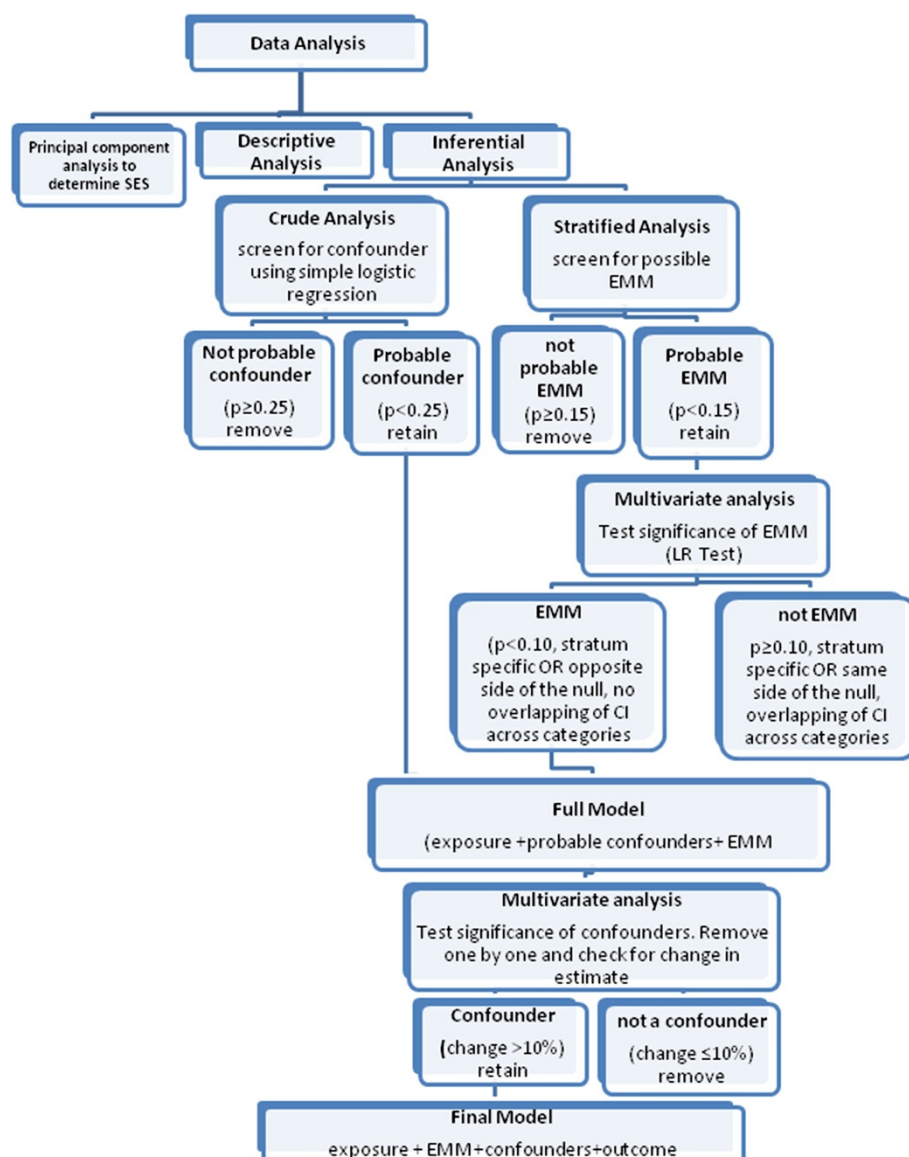 Data Analysis
Principal component
analysis to
determine SES
Descriptive
Analysis
Inferential
Analysis
Crude Analysis
screen for confounder
using simple logistic
regression
Stratified Analysis
screen for possible
EMM
Not probable
confounder
(p≥0.25)
remove
Probable
confounder
(p<0.25)
retain
not
probable
EMM
(p≥0.15)
remove
Probable
EMM
(p<0.15)
retain
Multivariate analysis
Test significance of EMM
(LR Test)
EMM
(p<0.10, stratum
specific OR opposite
side of the null, no
overlapping of CI
across categories
not EMM
p≥0.10, stratum
specific OR same
side of the null,
overlapping of CI
across categories
Full Model
(exposure +probable confounders+ EMM
Multivariate analysis
Test significance of confounders. Remove
one by one and check for change in
estimate
Confounder
(change >10%)
retain
not a confounder
(change ≤10%)
remove
Final Model
exposure + EMM+confounders+outcome